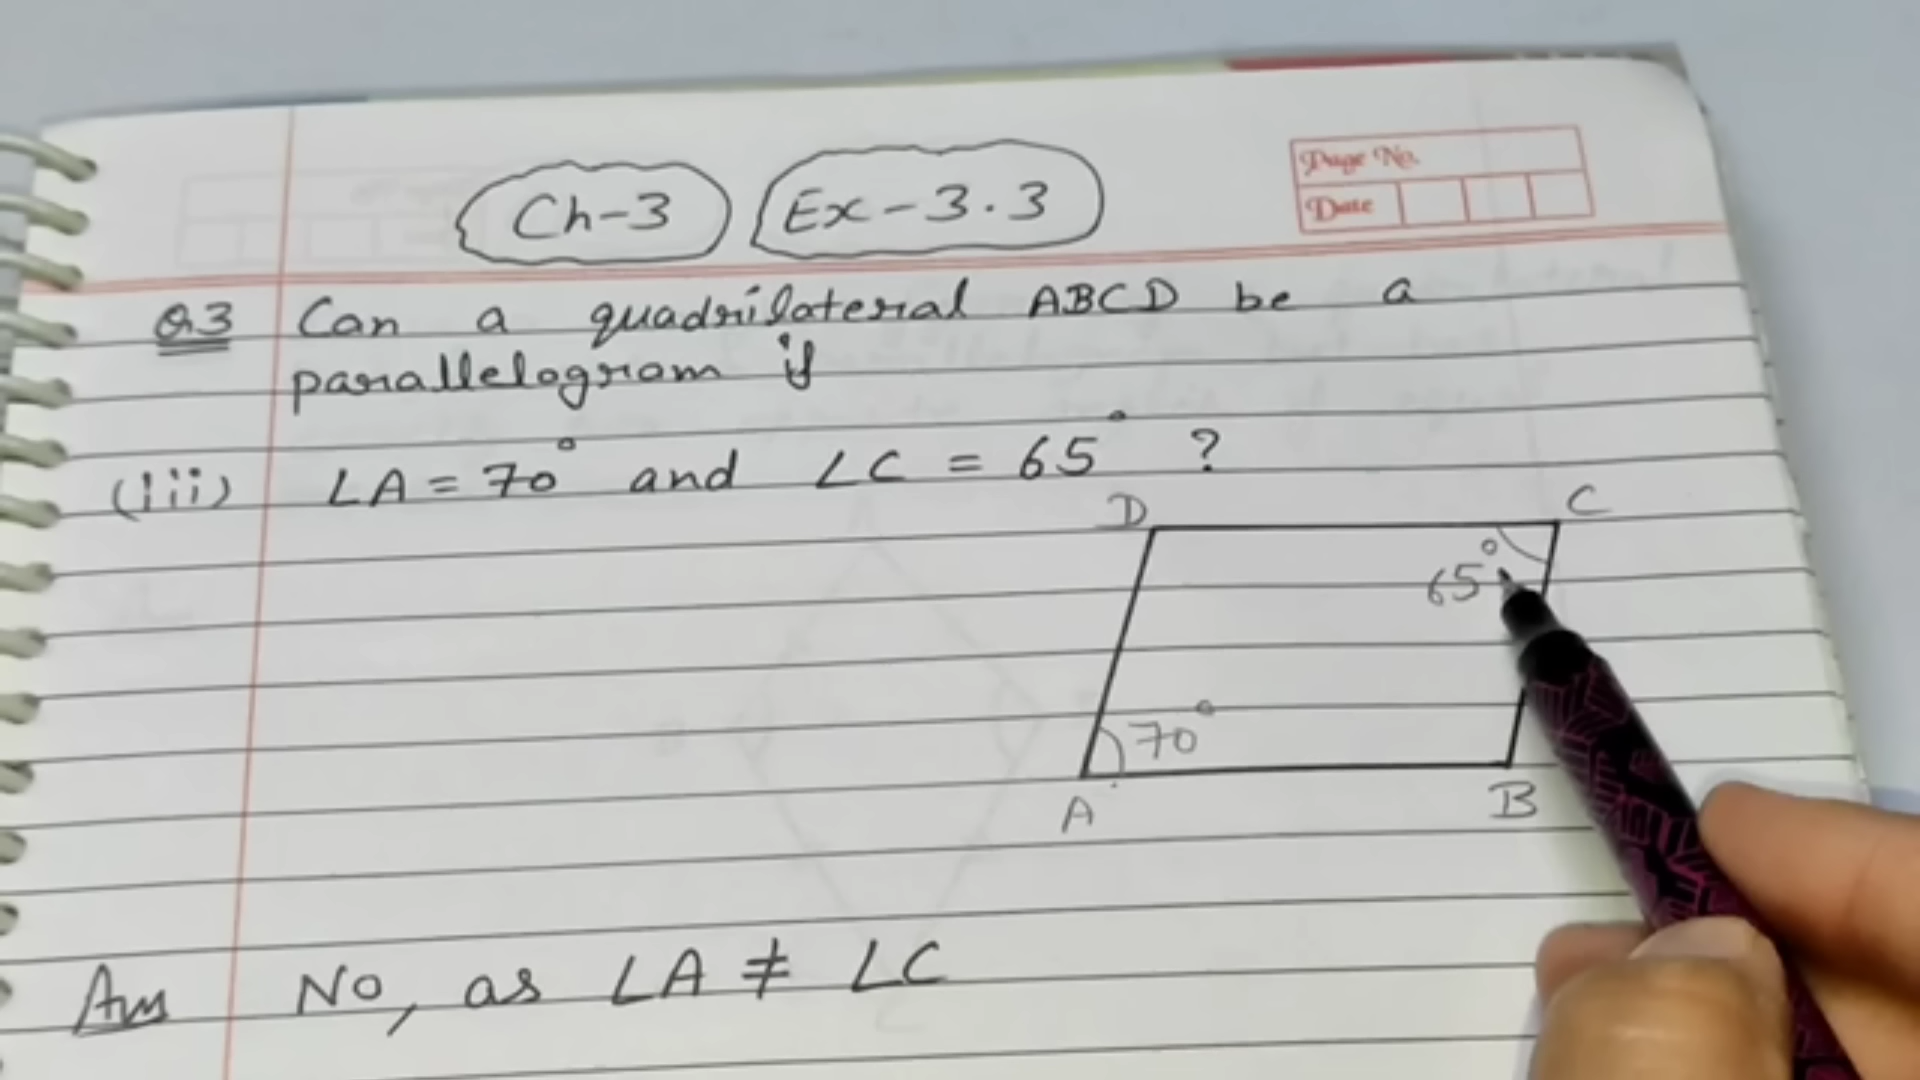 Page No.
Date
Ch-3 Ex-3.3
Q3 Can a quadrilateral ABCD be a
parallelogram if
(iii) ∠A = 70° and ∠C = 65° ?
D C
65°
70°
A B
Ans No, as ∠A ≠ ∠C